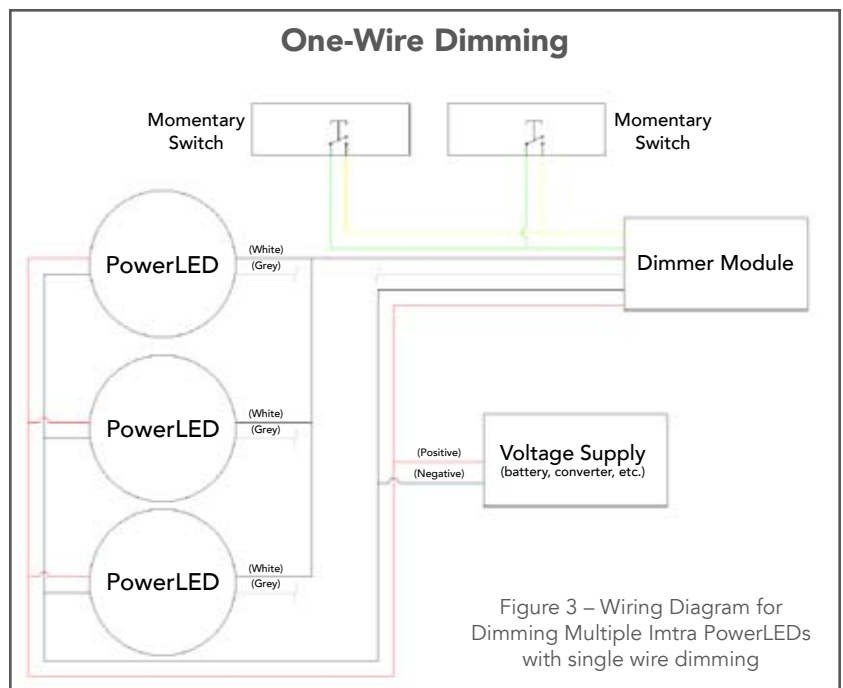 One-Wire Dimming
Momentary
Switch
Momentary
Switch
PowerLED
(White)
(Grey)
Dimmer Module
PowerLED
(White)
(Grey)
(Positive)
(Negative)
Voltage Supply
(battery, converter, etc.)
PowerLED
(White)
(Grey)
Figure 3 – Wiring Diagram for
Dimming Multiple Imtra PowerLEDs
with single wire dimming